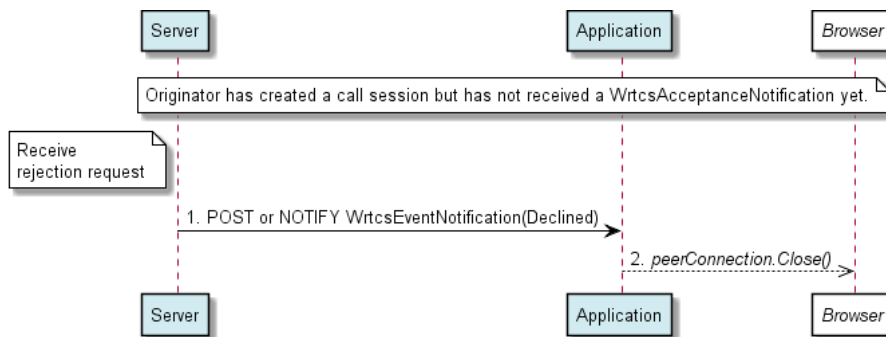 Server Application Browser
Originator has created a call session but has not received a WrtcsAcceptanceNotification yet.
Receive
rejection request
1. POST or NOTIFY WrtcsEventNotification(Declined)
2. peerConnection.Close()
Server Application Browser